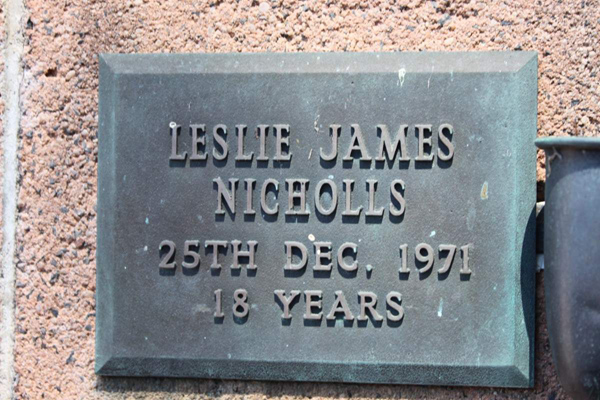 LESLIE JAMES
NICHOLLS
25TH DEC. 1971
18 YEARS